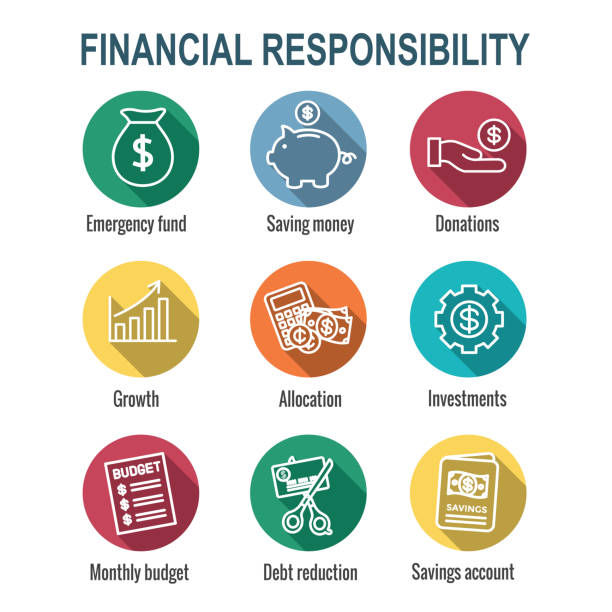 FINANCIAL RESPONSIBILITY
$ $ $
Emergency fund Saving money Donations
$ ¢ $
Growth Allocation Investments
BUDGET
$
$
$
$
$
SAVINGS
Monthly budget Debt reduction Savings account